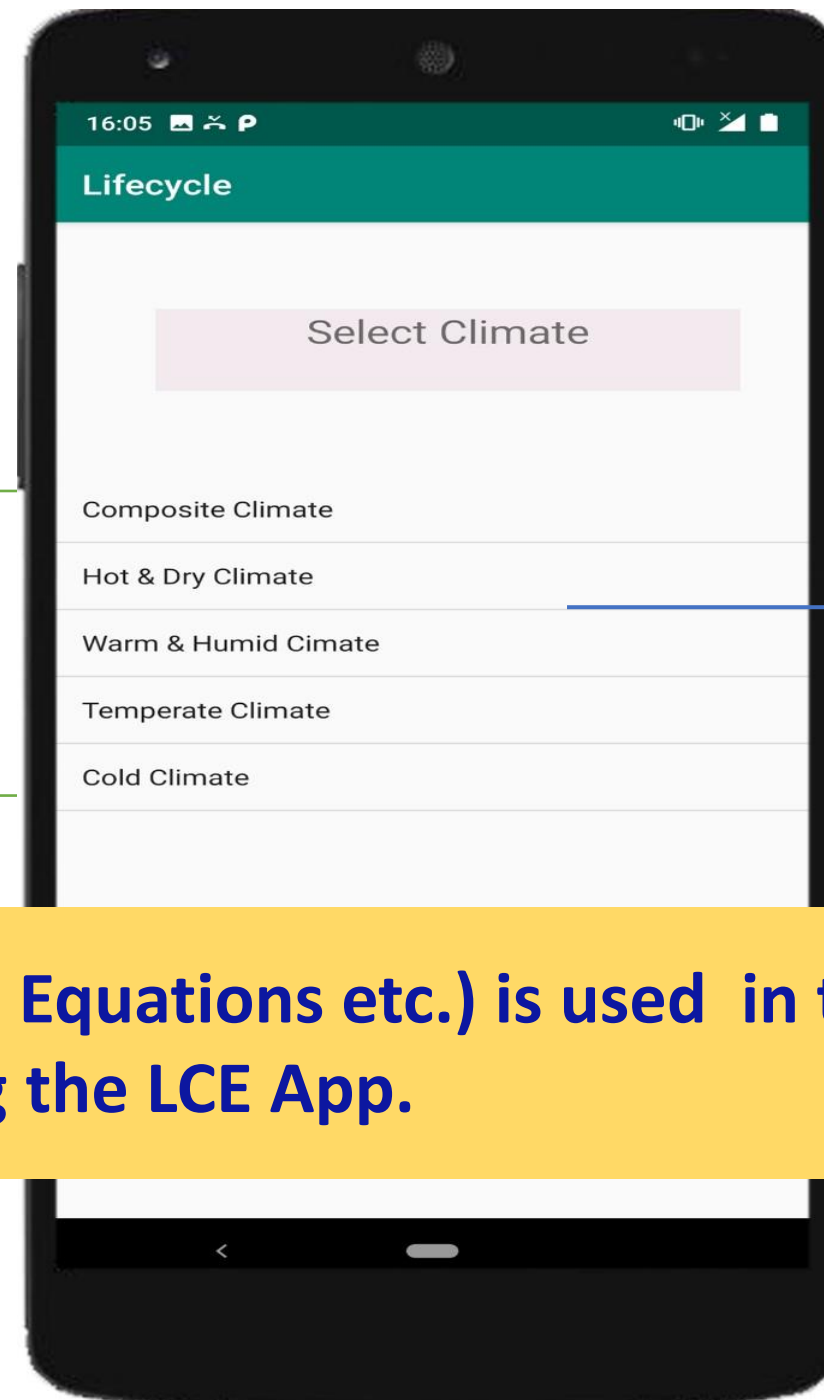 16:05
Lifecycle
Select Climate
Composite Climate
Hot & Dry Climate
Warm & Humid Cimate
Temperate Climate
Cold Climate
Equations etc.) is used in
the LCE App.